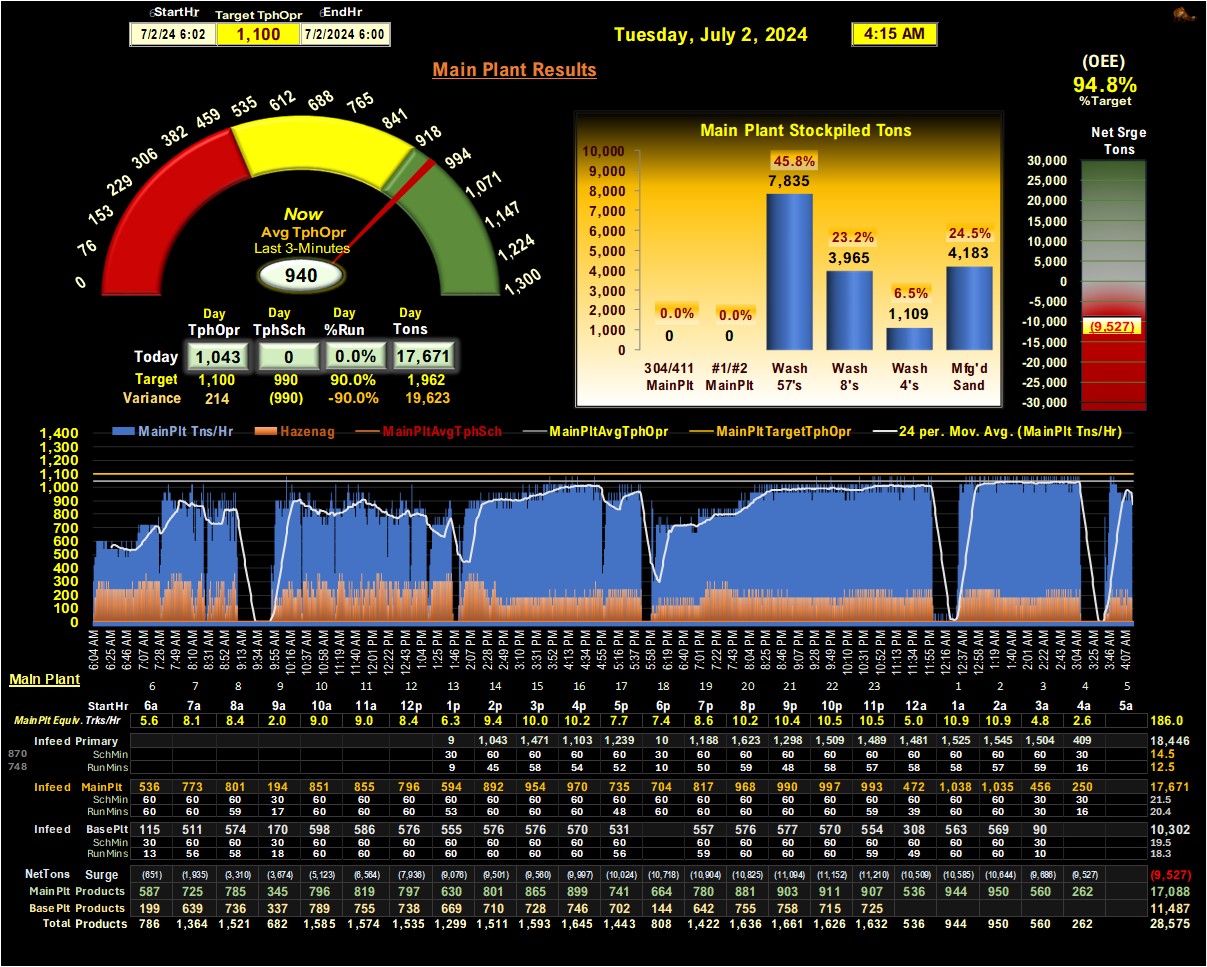 StartHr Target TphOpr EndHr
7/2/24 6:02 1,100 7/2/2024 6:00
Tuesday, July 2, 2024 4:15 AM
Main Plant Results
(OEE)
94.8%
%Target
0 76 153 229 306 382 459 535 612 688 765 841 918 994 1,071 1,147 1,224 1,300
Now
Avg TphOpr
Last 3-Minutes
940
Day Day Day Day
TphOpr TphSch %Run Tons
Today 1,043 0 0.0% 17,671
Target 1,100 990 90.0% 1,962
Variance 214 (990) -90.0% 19,623
Main Plant Stockpiled Tons
10,000
9,000
8,000
7,000
6,000
5,000
4,000
3,000
2,000
1,000
0
0.0% 0.0% 45.8% 23.2% 6.5% 24.5%
0 0 7,835 3,965 1,109 4,183
304/411 #1/#2 Wash Wash Wash Mfg'd
MainPlt MainPlt 57's 8's 4's Sand
Net Srge
Tons
30,000
25,000
20,000
15,000
10,000
5,000
0
-5,000
-10,000
(9,527)
-15,000
-20,000
-25,000
-30,000
MainPlt Tns/Hr Hazenag MainPltAvgTphSch MainPltAvgTphOpr MainPltTargetTphOpr 24 per. Mov. Avg. (MainPlt Tns/Hr)
1,400
1,300
1,200
1,100
1,000
900
800
700
600
500
400
300
200
100
0
6:04 AM 6:25 AM 6:46 AM 7:07 AM 7:28 AM 7:49 AM 8:10 AM 8:31 AM 8:52 AM 9:13 AM 9:34 AM 9:55 AM 10:16 AM 10:37 AM 10:58 AM 11:19 AM 11:40 AM 12:01 PM 12:22 PM 12:43 PM 1:04 PM 1:25 PM 1:46 PM 2:07 PM 2:28 PM 2:49 PM 3:10 PM 3:31 PM 3:52 PM 4:13 PM 4:34 PM 4:55 PM 5:16 PM 5:37 PM 5:58 PM 6:19 PM 6:40 PM 7:01 PM 7:22 PM 7:43 PM 8:04 PM 8:25 PM 8:46 PM 9:07 PM 9:28 PM 9:49 PM 10:10 PM 10:31 PM 10:52 PM 11:13 PM 11:34 PM 11:55 PM 12:16 AM 12:37 AM 12:58 AM 1:19 AM 1:40 AM 2:01 AM 2:22 AM 2:43 AM 3:04 AM 3:25 AM 3:46 AM 4:07 AM
Main Plant
6 7 8 9 10 11 12 13 14 15 16 17 18 19 20 21 22 23 1 2 3 4 5
StartHr 6a 7a 8a 9a 10a 11a 12p 1p 2p 3p 4p 5p 6p 7p 8p 9p 10p 11p 12a 1a 2a 3a 4a 5a
MainPlt Equiv. Trks/Hr 5.6 8.1 8.4 2.0 9.0 9.0 8.4 6.3 9.4 10.0 10.2 7.7 7.4 8.6 10.2 10.4 10.5 10.5 5.0 10.9 10.9 4.8 2.6 186.0
Infeed Primary 9 1,043 1,471 1,103 1,239 10 1,188 1,623 1,298 1,509 1,489 1,481 1,525 1,545 1,504 409 18,446
870 SchMin 30 60 60 60 60 30 60 60 60 60 60 60 60 60 60 30 14.5
748 RunMins 9 45 58 54 52 10 50 59 48 58 57 58 58 57 59 16 12.5
Infeed MainPlt 536 773 801 194 851 855 796 594 892 954 970 735 704 817 968 990 997 993 472 1,038 1,035 456 250 17,671
SchMin 60 60 60 30 60 60 60 60 60 60 60 60 60 60 60 60 60 60 60 60 60 30 30 21.5
RunMins 60 60 59 17 60 60 60 53 60 60 60 48 60 60 60 60 60 59 39 60 60 30 16 20.4
Infeed BasePlt 115 511 574 170 598 586 576 555 576 576 570 531 557 576 577 570 554 308 563 569 90 10,302
SchMin 30 60 60 30 60 60 60 60 60 60 60 60 60 60 60 60 60 60 60 60 30 19.5
RunMins 13 56 58 18 60 60 60 60 60 60 60 56 59 60 60 60 59 49 60 60 10 18.3
NetTons Surge (651) (1,935) (3,310) (3,674) (5,123) (6,564) (7,936) (9,076) (9,501) (9,560) (9,997) (10,024) (10,718) (10,904) (10,825) (11,094) (11,152) (11,210) (10,509) (10,585) (10,644) (9,686) (9,527) (9,527)
MainPlt Products 587 725 785 345 796 819 797 630 801 865 899 741 664 780 881 903 911 907 536 944 950 560 262 17,088
BasePlt Products 199 639 736 337 789 755 738 669 710 728 746 702 144 642 755 758 715 725 11,487
Total Products 786 1,364 1,521 682 1,585 1,574 1,535 1,299 1,511 1,593 1,645 1,443 808 1,422 1,636 1,661 1,626 1,632 536 944 950 560 262 28,575